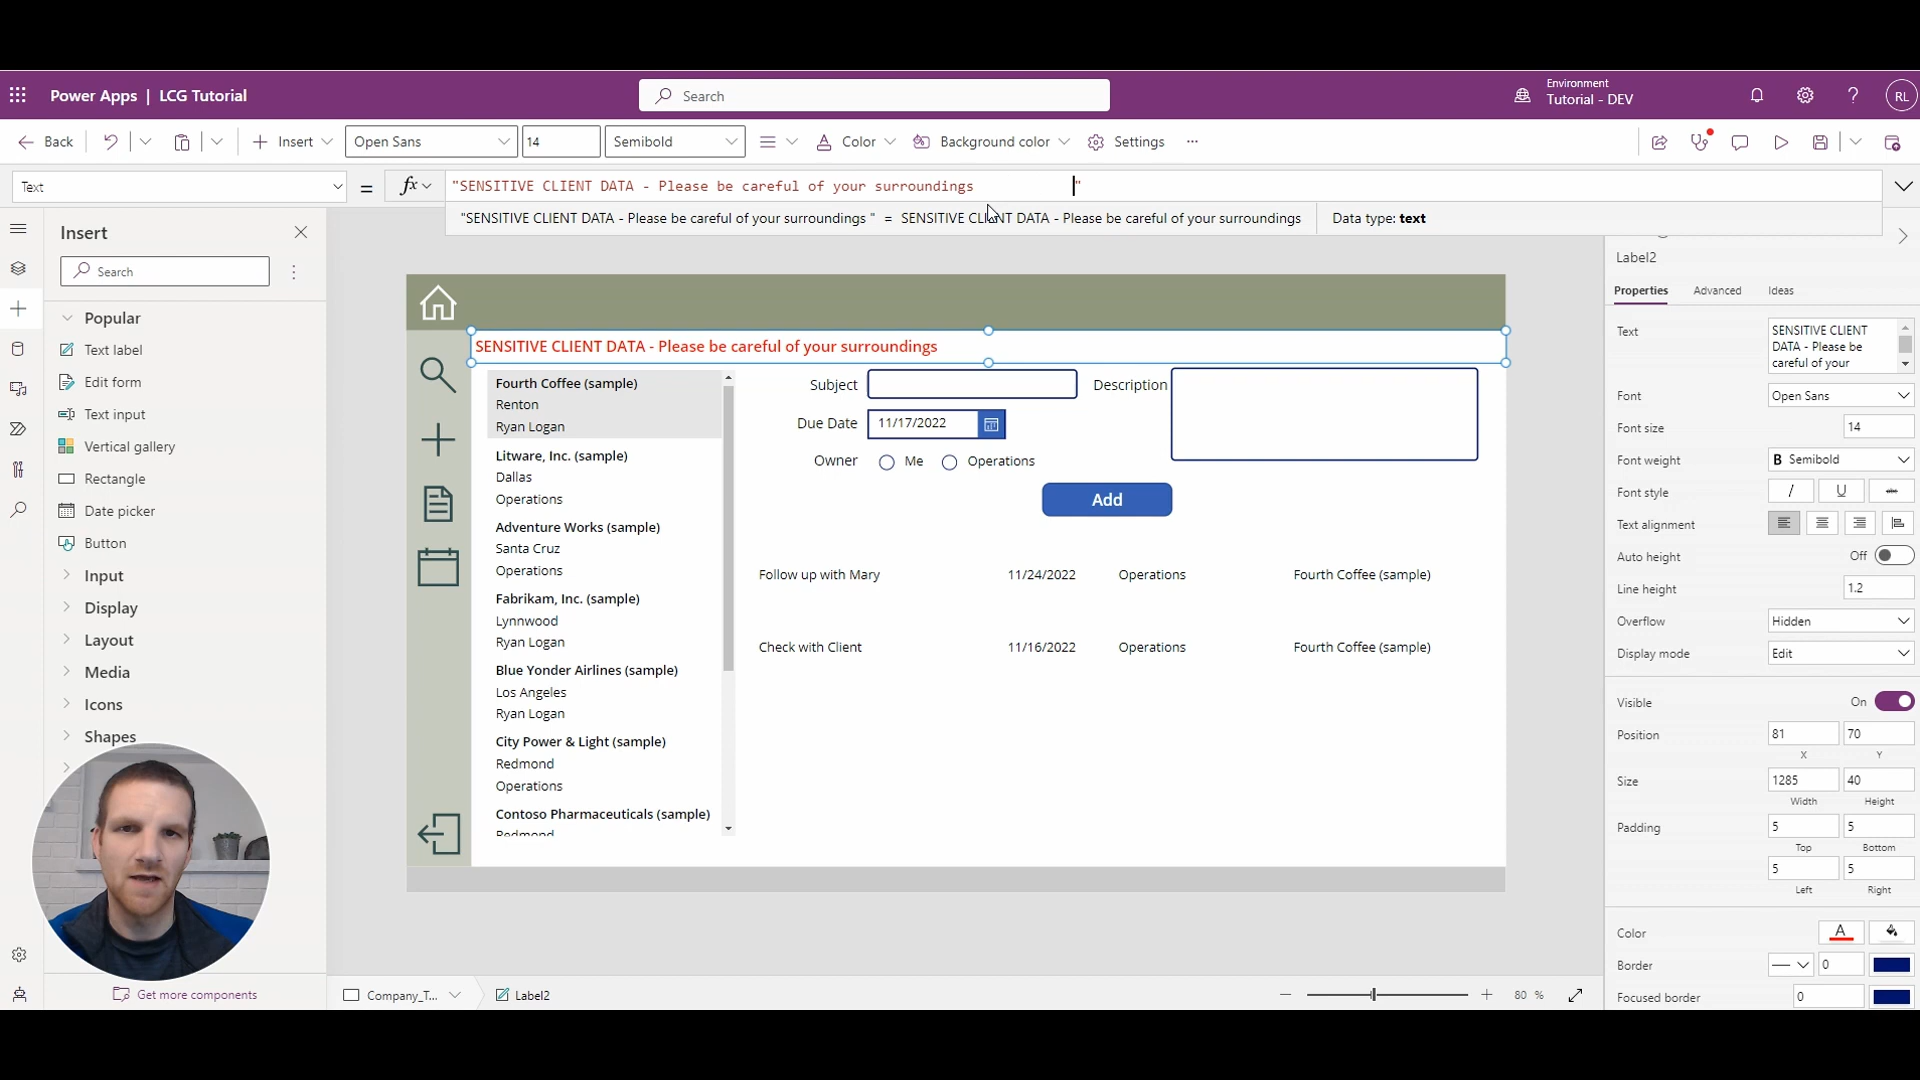 Power Apps | LCG Tutorial
Search
Environment
Tutorial - DEV
RL
Back
Insert
Open Sans
14
Semibold
Color
Background color
Settings
Text
=
fx
"SENSITIVE CLIENT DATA - Please be careful of your surroundings "
"SENSITIVE CLIENT DATA - Please be careful of your surroundings " = SENSITIVE CLIENT DATA - Please be careful of your surroundings
Data type: text
Insert
Search
Popular
Text label
Edit form
Text input
Vertical gallery
Rectangle
Date picker
Button
Input
Display
Layout
Media
Icons
Shapes
Get more components
SENSITIVE CLIENT DATA - Please be careful of your surroundings
Fourth Coffee (sample)
Renton
Ryan Logan
Litware, Inc. (sample)
Dallas
Operations
Adventure Works (sample)
Santa Cruz
Operations
Fabrikam, Inc. (sample)
Lynnwood
Ryan Logan
Blue Yonder Airlines (sample)
Los Angeles
Ryan Logan
City Power & Light (sample)
Redmond
Operations
Contoso Pharmaceuticals (sample)
Redmond
Subject
Description
Due Date
11/17/2022
Owner
Me
Operations
Add
Follow up with Mary 11/24/2022 Operations Fourth Coffee (sample)
Check with Client 11/16/2022 Operations Fourth Coffee (sample)
Company_T...
Label2
80 %
Label2
Properties
Advanced
Ideas
Text
SENSITIVE CLIENT
DATA - Please be
careful of your
Font
Open Sans
Font size
14
Font weight
B Semibold
Font style
/ U abc
Text alignment
Auto height
Off
Line height
1.2
Overflow
Hidden
Display mode
Edit
Visible
On
Position
81 70
X Y
Size
1285 40
Width Height
Padding
5 5
Top Bottom
5 5
Left Right
Color
A
Border
0
Focused border
0